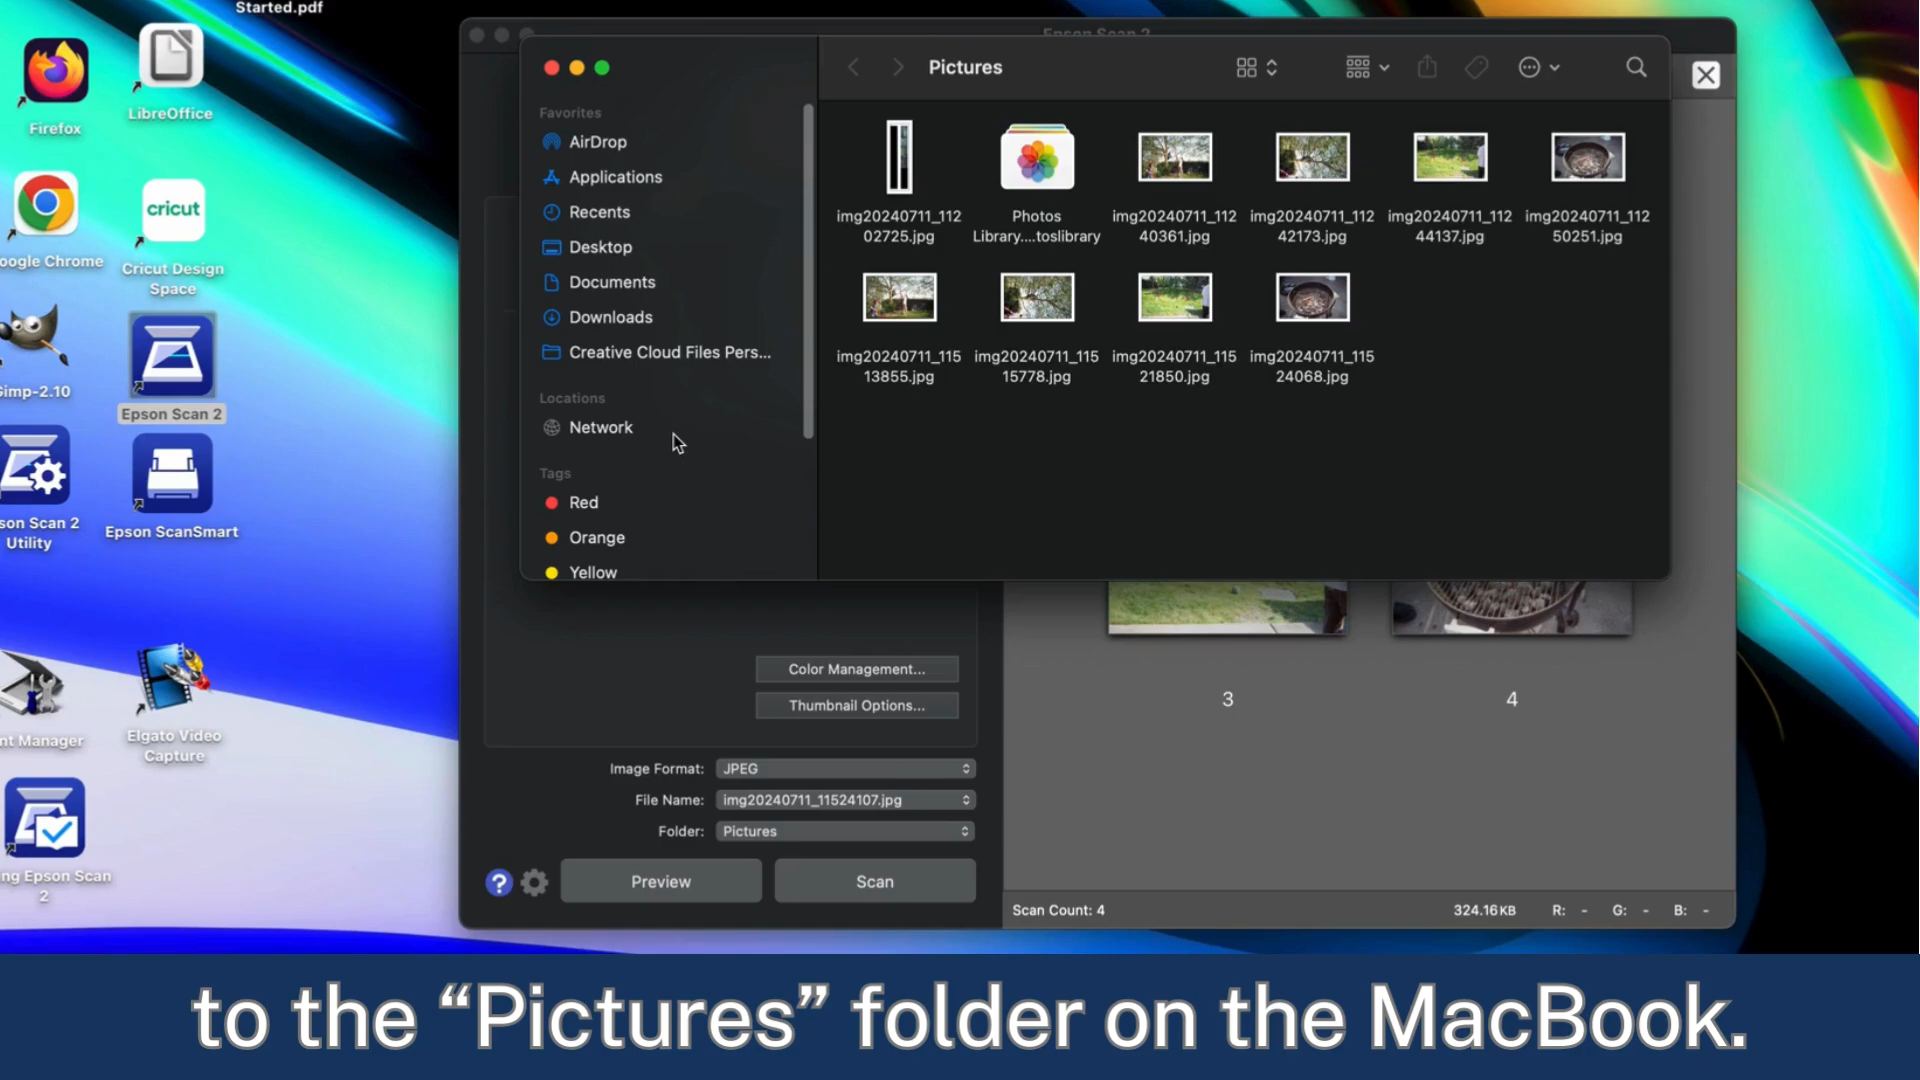 Started.pdf
Firefox
LibreOffice
oogle Chrome
cricut
Cricut Design
Space
Gimp-2.10
Epson Scan 2
son Scan 2
Utility
Epson ScanSmart
nt Manager
Elgato Video
Capture
ng Epson Scan
2
Epson Scan 2
Pictures
Favorites
AirDrop
Applications
Recents
Desktop
Documents
Downloads
Creative Cloud Files Pers...
Locations
Network
Tags
Red
Orange
Yellow
img20240711_112
02725.jpg
Photos
Library....toslibrary
img20240711_112
40361.jpg
img20240711_112
42173.jpg
img20240711_112
44137.jpg
img20240711_112
50251.jpg
img20240711_115
13855.jpg
img20240711_115
15778.jpg
img20240711_115
21850.jpg
img20240711_115
24068.jpg
Color Management...
Thumbnail Options...
3
4
Image Format: JPEG
File Name: img20240711_11524107.jpg
Folder: Pictures
?
Preview
Scan
Scan Count: 4
324.16KB
R: -
G: -
B: -
to the “Pictures” folder on the MacBook.